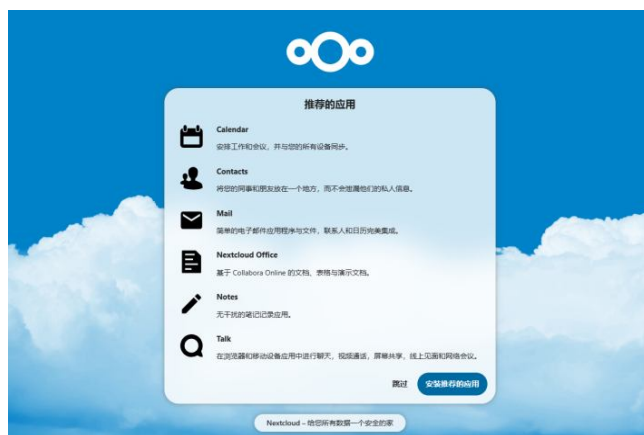 推荐的应用
Calendar
安排工作和会议，并与您的所有设备同步。
Contacts
将您的同事和朋友放在一个地方，而不会泄漏他们的私人信息。
Mail
简单的电子邮件应用程序与文件，联系人和日历完美集成。
Nextcloud Office
基于 Collabora Online 的文档、表格与演示文档。
Notes
无干扰的笔记记录应用。
Talk
在浏览器和移动设备应用中进行聊天，视频通话，屏幕共享，线上见面和网络会议。
跳过 安装推荐的应用
Nextcloud – 给您所有数据一个安全的家